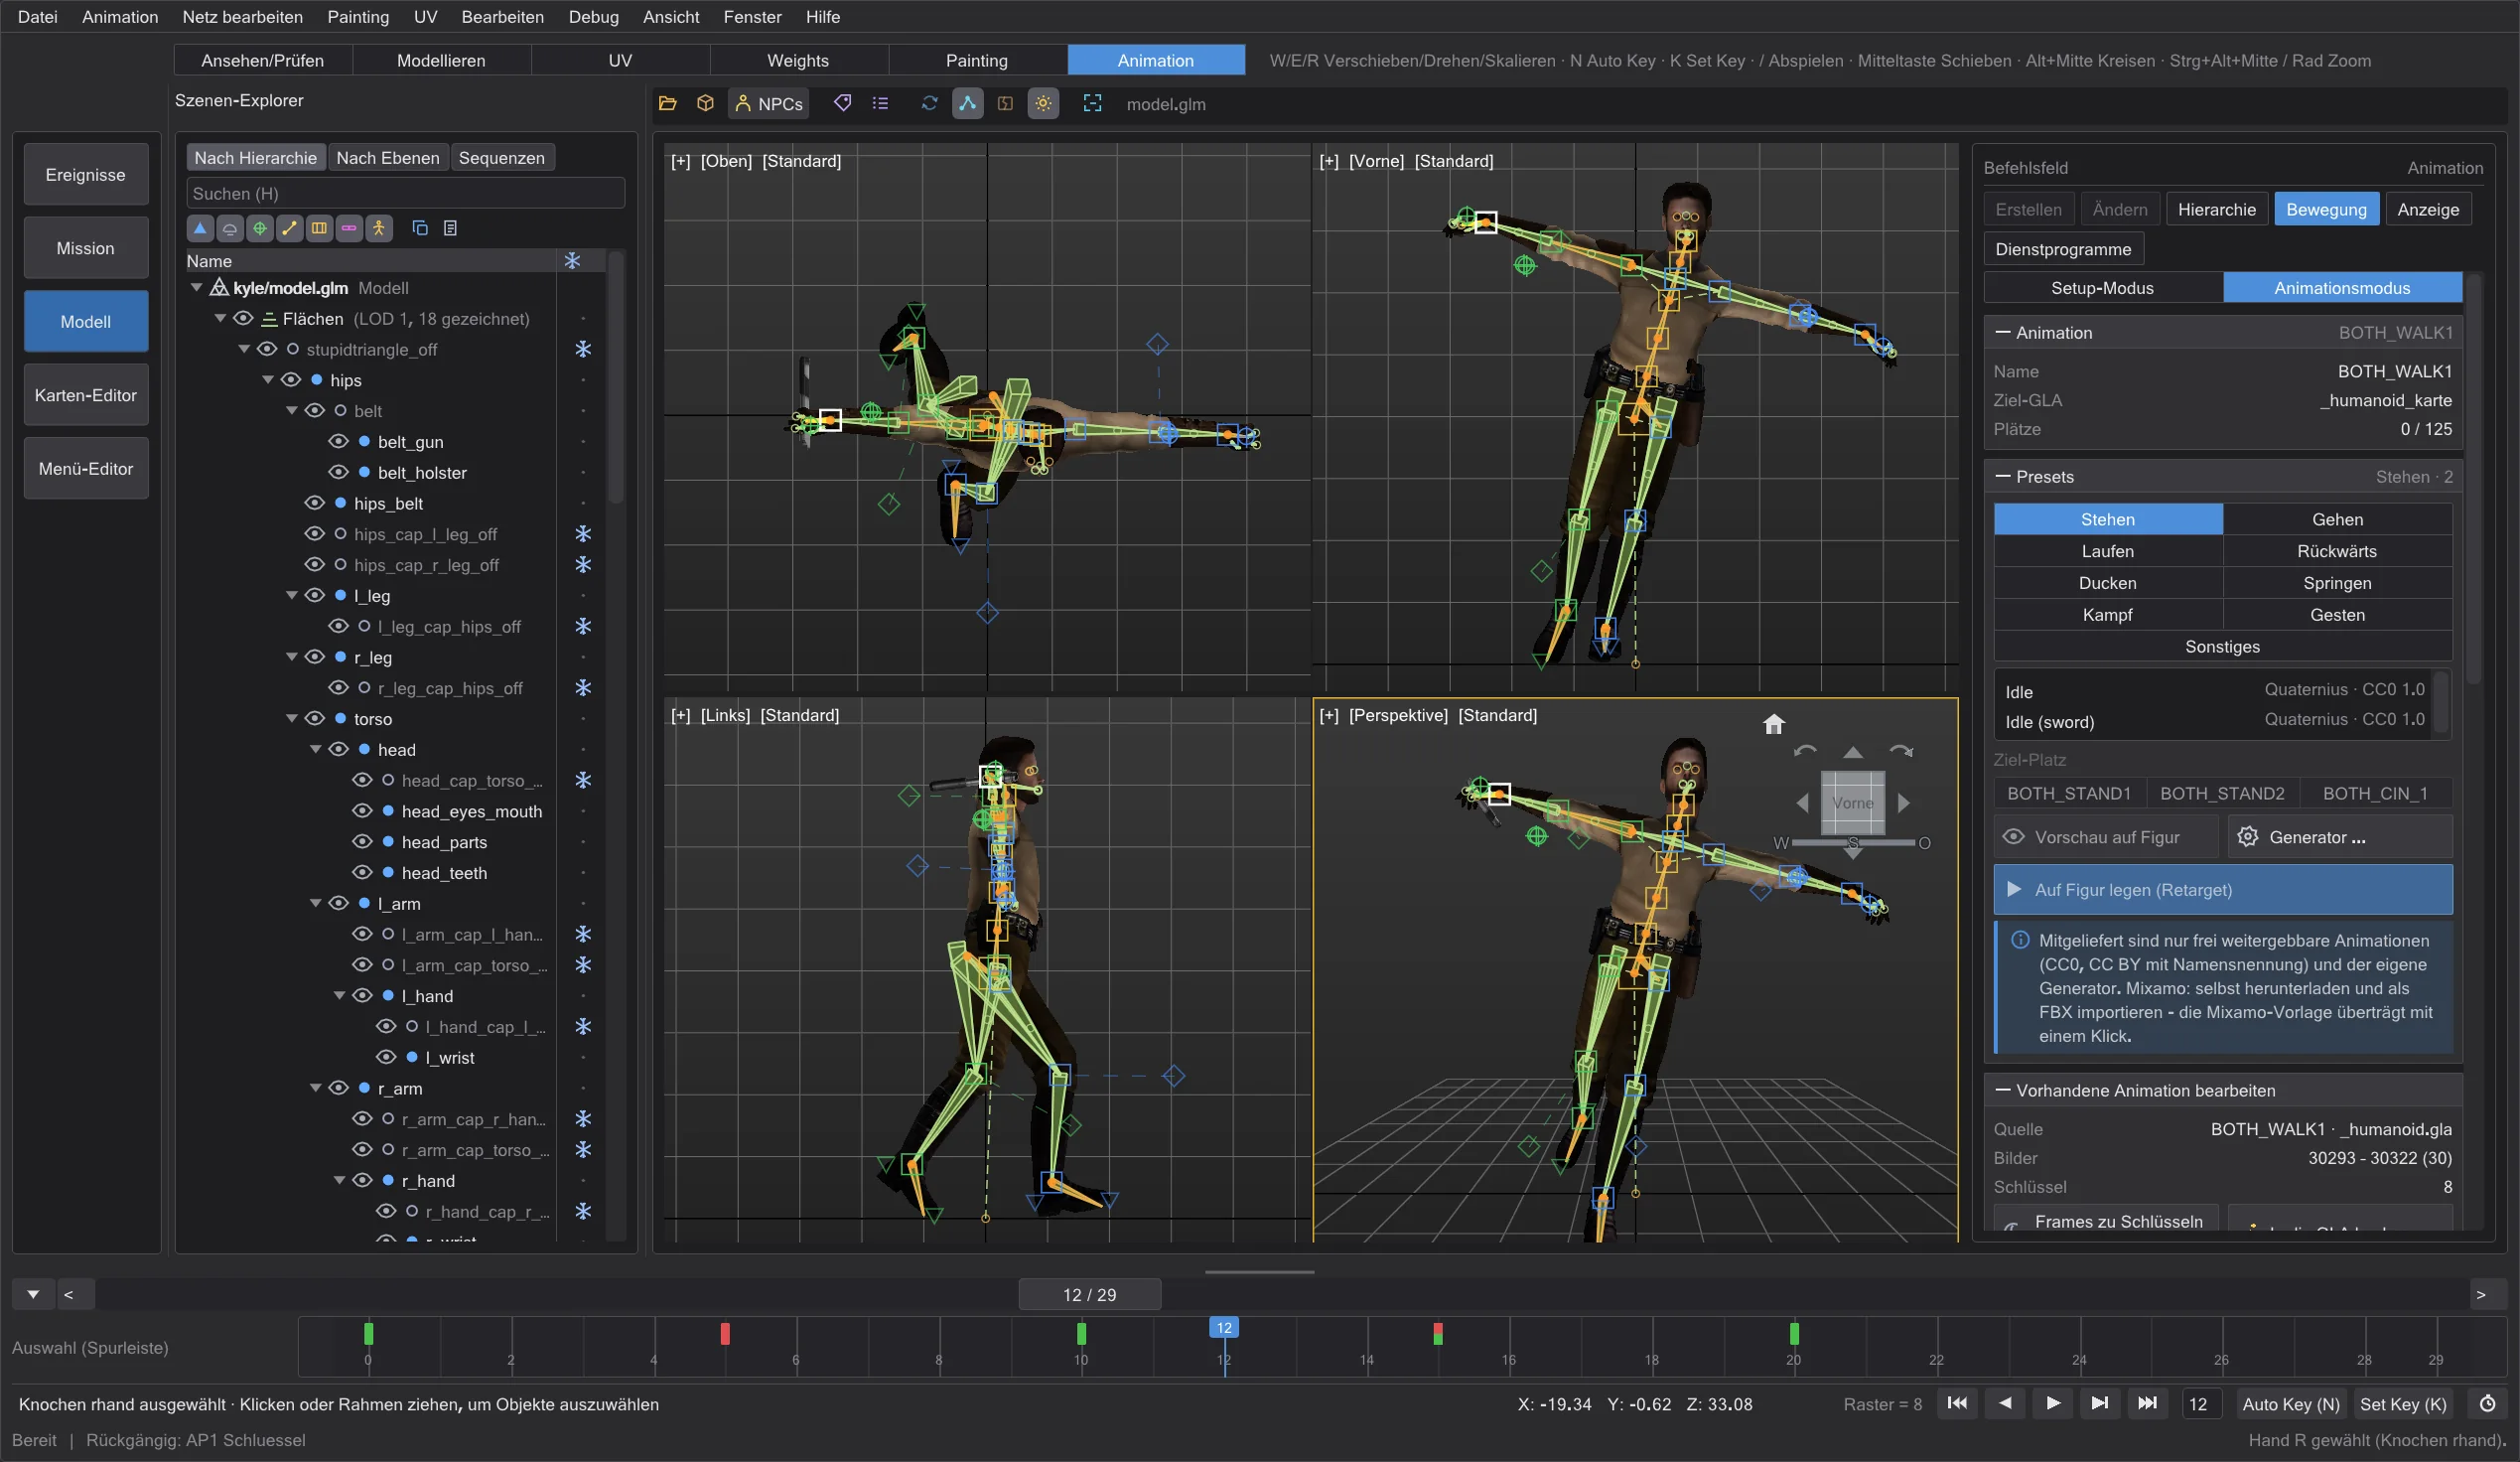 Datei Animation Netz bearbeiten Painting UV Bearbeiten Debug Ansicht Fenster Hilfe
Ansehen/Prüfen Modellieren UV Weights Painting Animation W/E/R Verschieben/Drehen/Skalieren · N Auto Key · K Set Key · / Abspielen · Mitteltaste Schieben · Alt+Mitte Kreisen · Strg+Alt+Mitte / Rad Zoom
Szenen-Explorer
NPCs model.glm
Ereignisse
Mission
Modell
Karten-Editor
Menü-Editor
Nach Hierarchie Nach Ebenen Sequenzen
Suchen (H)
Name
kyle/model.glm Modell
Flächen (LOD 1, 18 gezeichnet)
stupidtriangle_off
hips
belt
belt_gun
belt_holster
hips_belt
hips_cap_l_leg_off
hips_cap_r_leg_off
l_leg
l_leg_cap_hips_off
r_leg
r_leg_cap_hips_off
torso
head
head_cap_torso_...
head_eyes_mouth
head_parts
head_teeth
l_arm
l_arm_cap_l_han...
l_arm_cap_torso_...
l_hand
l_hand_cap_l_...
l_wrist
r_arm
r_arm_cap_r_han...
r_arm_cap_torso_...
r_hand
r_hand_cap_r_...
r_wrist
[+] [Oben] [Standard]
[+] [Vorne] [Standard]
[+] [Links] [Standard]
[+] [Perspektive] [Standard]
Vorne
W S O
Befehlsfeld Animation
Erstellen Ändern Hierarchie Bewegung Anzeige
Dienstprogramme
Setup-Modus Animationsmodus
Animation BOTH_WALK1
Name BOTH_WALK1
Ziel-GLA _humanoid_karte
Plätze 0 / 125
Presets Stehen · 2
Stehen Gehen
Laufen Rückwärts
Ducken Springen
Kampf Gesten
Sonstiges
Idle Quaternius · CC0 1.0
Idle (sword) Quaternius · CC0 1.0
Ziel-Platz
BOTH_STAND1 BOTH_STAND2 BOTH_CIN_1
Vorschau auf Figur Generator ...
Auf Figur legen (Retarget)
Mitgeliefert sind nur frei weitergebbare Animationen
(CC0, CC BY mit Namensnennung) und der eigene
Generator. Mixamo: selbst herunterladen und als
FBX importieren - die Mixamo-Vorlage überträgt mit
einem Klick.
Vorhandene Animation bearbeiten
Quelle BOTH_WALK1 · _humanoid.gla
Bilder 30293 - 30322 (30)
Schlüssel 8
Frames zu Schlüsseln
< 12 / 29 >
Auswahl (Spurleiste)
12
0 2 4 6 8 10 12 14 16 18 20 22 24 26 28 29
Knochen rhand ausgewählt · Klicken oder Rahmen ziehen, um Objekte auszuwählen X: -19.34 Y: -0.62 Z: 33.08 Raster = 8 12 Auto Key (N) Set Key (K)
Bereit | Rückgängig: AP1 Schluessel Hand R gewählt (Knochen rhand).